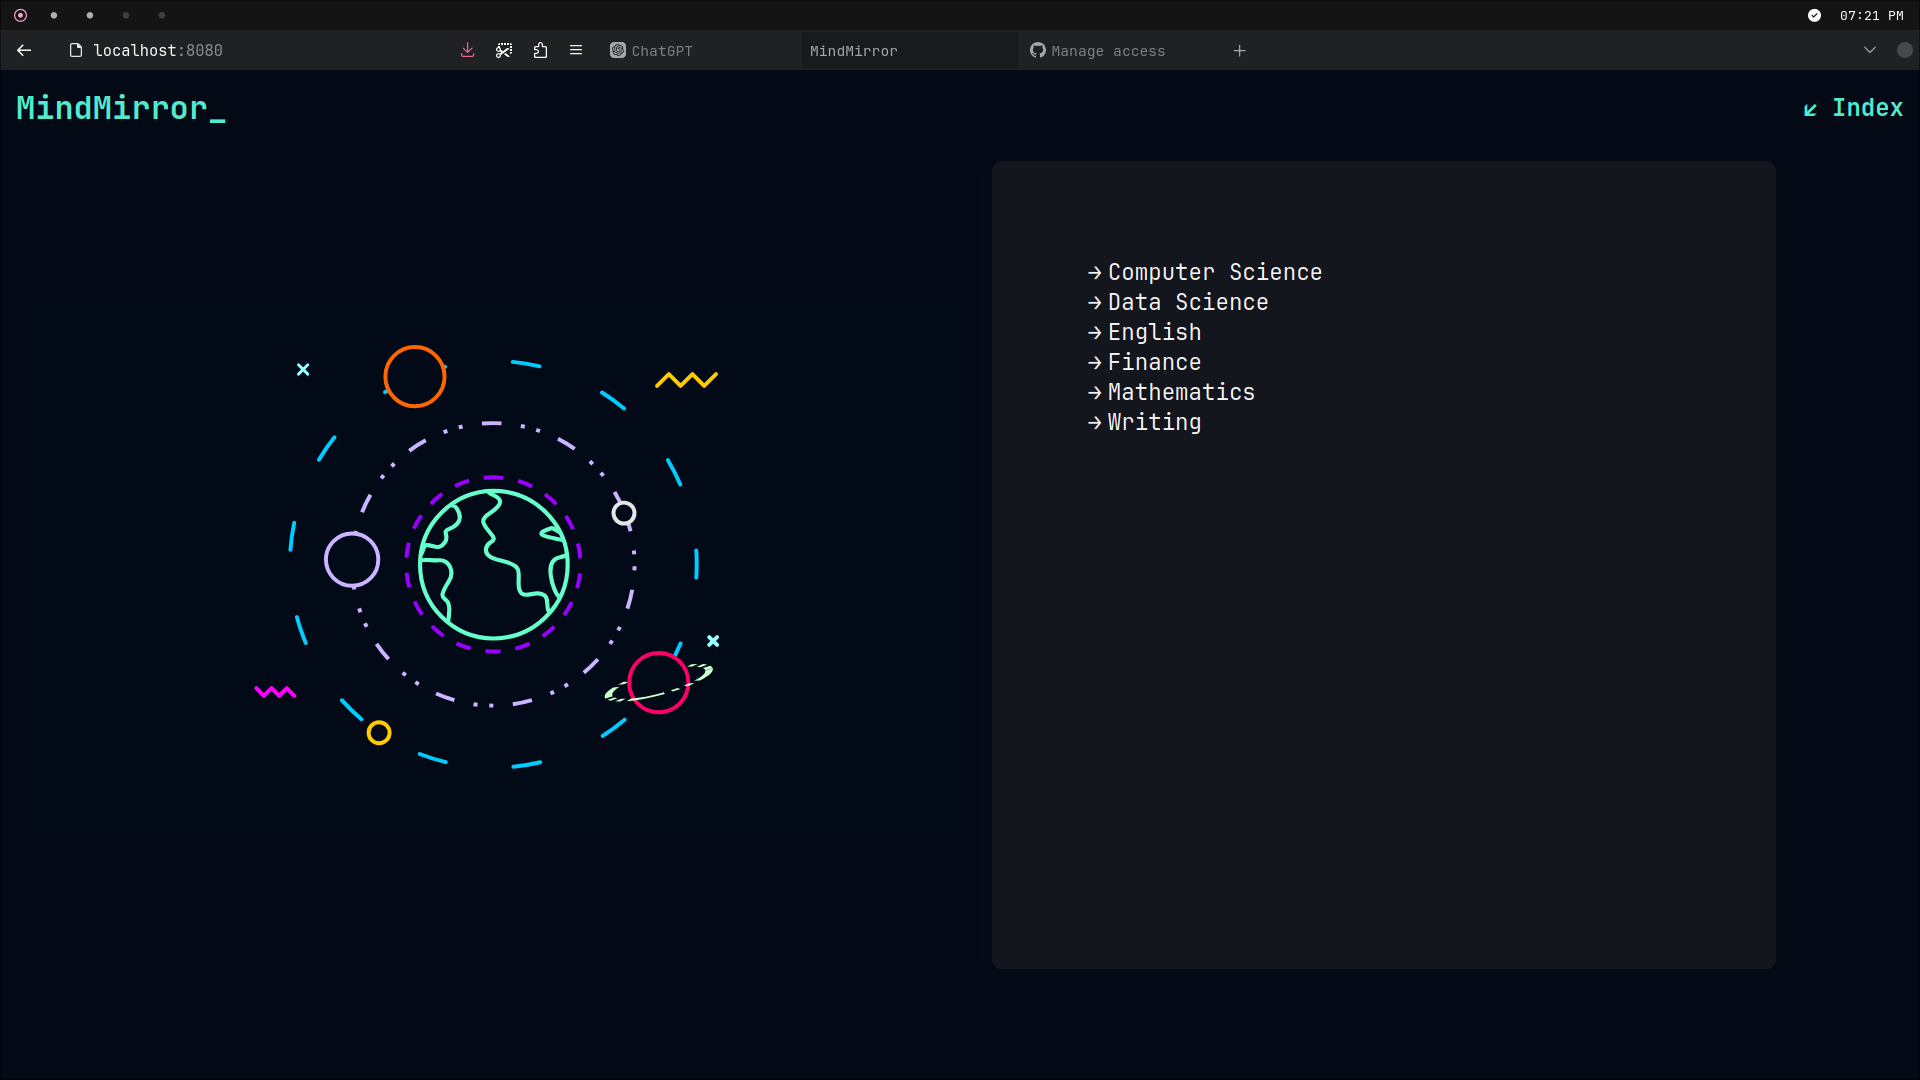 07:21 PM
localhost:8080
ChatGPT
MindMirror
Manage access
MindMirror_
↙ Index
→ Computer Science
→ Data Science
→ English
→ Finance
→ Mathematics
→ Writing